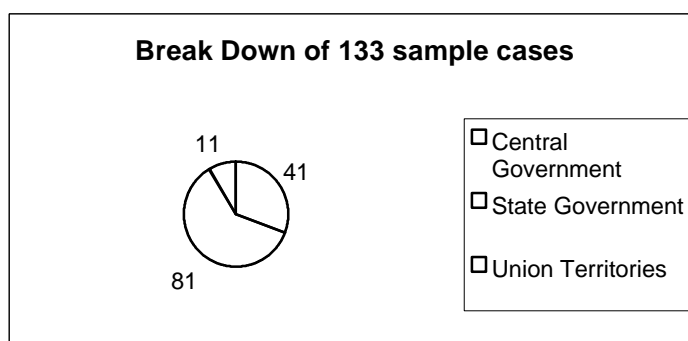 Break Down of 133 sample cases
11
41
81
Central
Government
State Government
Union Territories